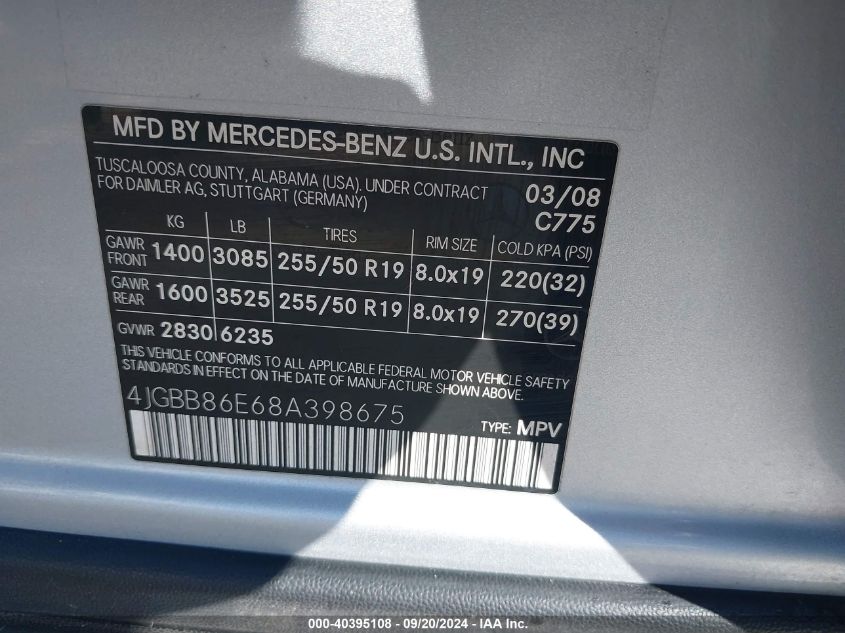 MFD BY MERCEDES-BENZ U.S. INTL., INC
TUSCALOOSA COUNTY, ALABAMA (USA). UNDER CONTRACT
FOR DAIMLER AG, STUTTGART (GERMANY)
03/08
C775
KG LB TIRES RIM SIZE COLD KPA (PSI)
GAWR FRONT 1400 3085 255/50 R19 8.0x19 220(32)
GAWR REAR 1600 3525 255/50 R19 8.0x19 270(39)
GVWR 2830 6235
THIS VEHICLE CONFORMS TO ALL APPLICABLE FEDERAL MOTOR VEHICLE SAFETY
STANDARDS IN EFFECT ON THE DATE OF MANUFACTURE SHOWN ABOVE.
4JGBB86E68A398675
TYPE: MPV
000-40395108 - 09/20/2024 - IAA Inc.